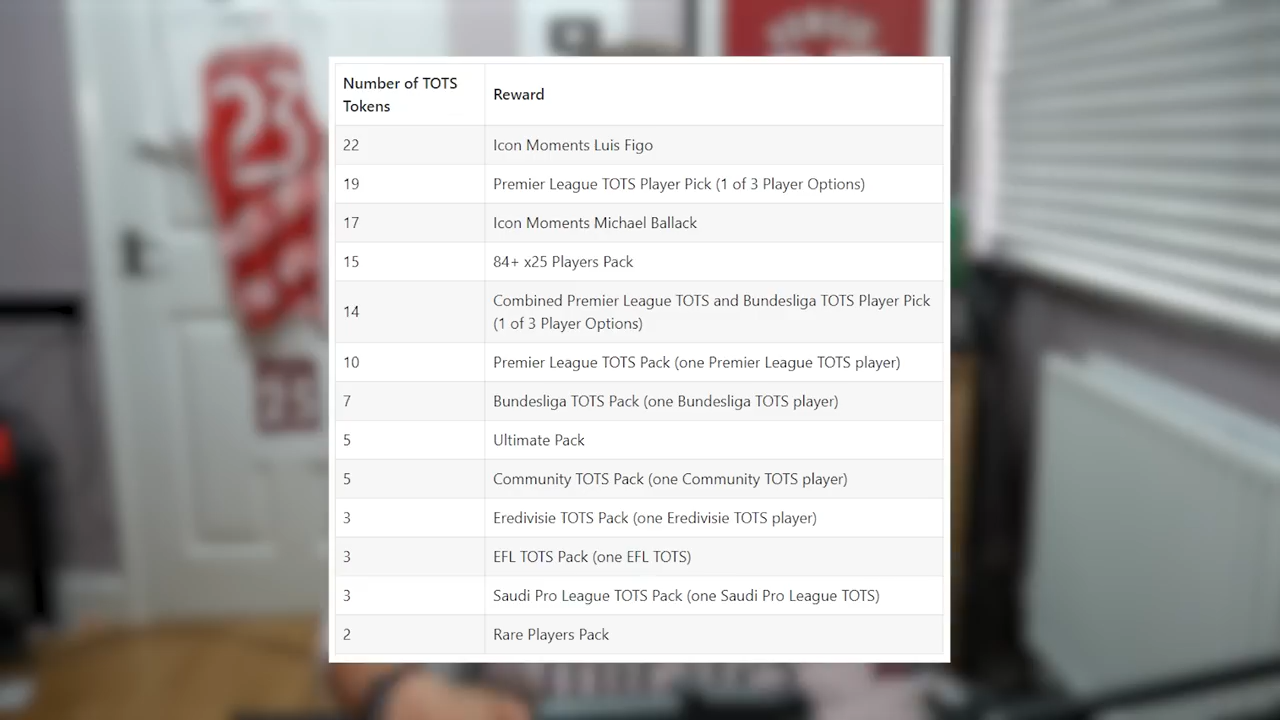 Number of TOTS
Tokens
Reward
22
Icon Moments Luis Figo
19
Premier League TOTS Player Pick (1 of 3 Player Options)
17
Icon Moments Michael Ballack
15
84+ x25 Players Pack
14
Combined Premier League TOTS and Bundesliga TOTS Player Pick
(1 of 3 Player Options)
10
Premier League TOTS Pack (one Premier League TOTS player)
7
Bundesliga TOTS Pack (one Bundesliga TOTS player)
5
Ultimate Pack
5
Community TOTS Pack (one Community TOTS player)
3
Eredivisie TOTS Pack (one Eredivisie TOTS player)
3
EFL TOTS Pack (one EFL TOTS)
3
Saudi Pro League TOTS Pack (one Saudi Pro League TOTS)
2
Rare Players Pack
23